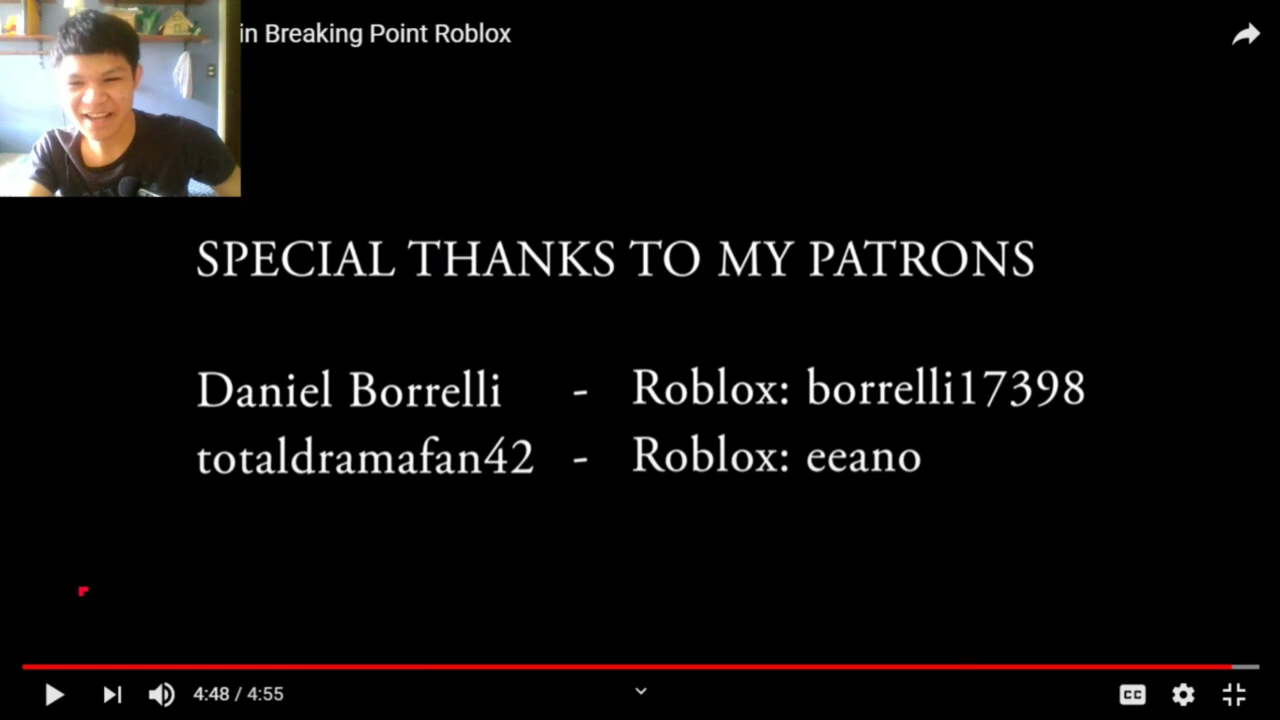 in Breaking Point Roblox
SPECIAL THANKS TO MY PATRONS
Daniel Borrelli - Roblox: borrelli17398
totaldramafan42 - Roblox: eeano
4:48 / 4:55
CC